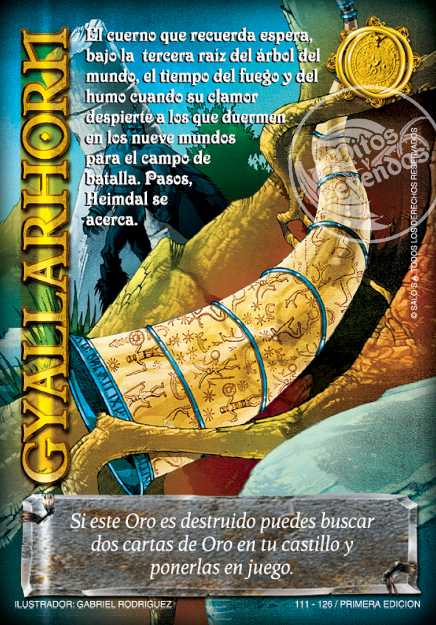 GYALLARHORN
El cuerno que recuerda espera,
bajo la tercera raíz del árbol del
mundo, el tiempo del fuego y del
humo cuando su clamor
despierte a los que duermen
en los nueve mundos
para el campo de
batalla. Pasos,
Heimdal se
acerca.
mitos
y
leyendas
© SALO S.A. TODOS LOS DERECHOS RESERVADOS
Si este Oro es destruido puedes buscar
dos cartas de Oro en tu castillo y
ponerlas en juego.
ILUSTRADOR: GABRIEL RODRIGUEZ
111 - 126 / PRIMERA EDICION